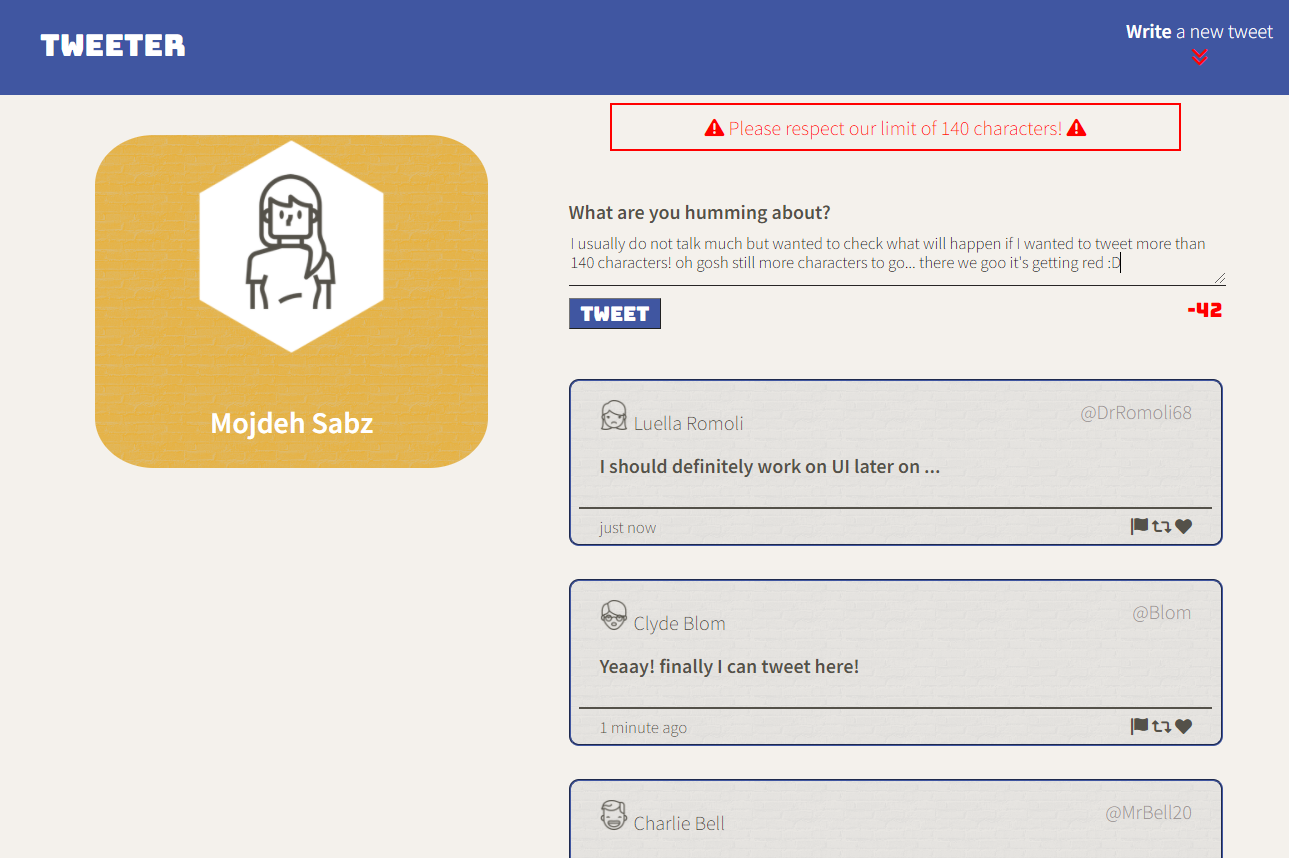 TWEETER
Write a new tweet
Please respect our limit of 140 characters!
Mojdeh Sabz
What are you humming about?
I usually do not talk much but wanted to check what will happen if I wanted to tweet more than
140 characters! oh gosh still more characters to go... there we goo it's getting red :D
TWEET
-42
Luella Romoli
@DrRomoli68
I should definitely work on UI later on ...
just now
Clyde Blom
@Blom
Yeaay! finally I can tweet here!
1 minute ago
Charlie Bell
@MrBell20